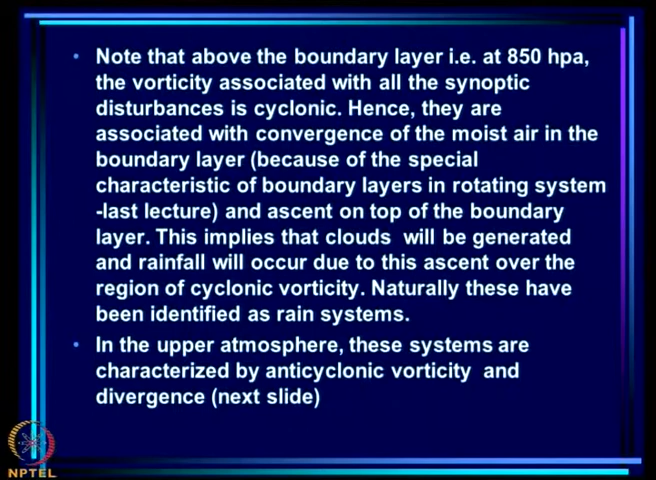 • Note that above the boundary layer i.e. at 850 hpa,
the vorticity associated with all the synoptic
disturbances is cyclonic. Hence, they are
associated with convergence of the moist air in the
boundary layer (because of the special
characteristic of boundary layers in rotating system
-last lecture) and ascent on top of the boundary
layer. This implies that clouds will be generated
and rainfall will occur due to this ascent over the
region of cyclonic vorticity. Naturally these have
been identified as rain systems.
• In the upper atmosphere, these systems are
characterized by anticyclonic vorticity and
divergence (next slide)
NPTEL